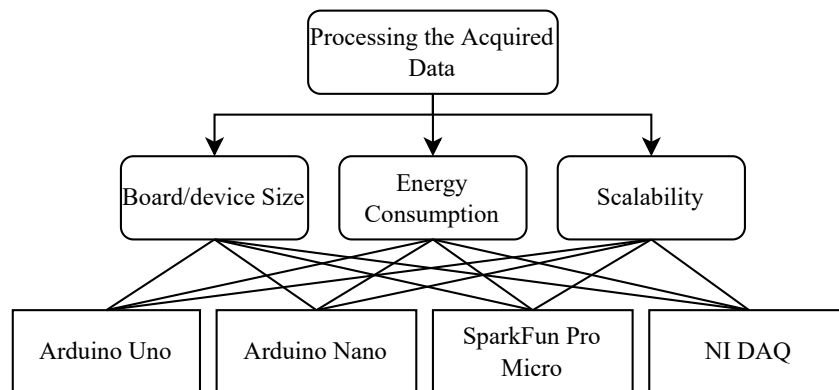 Processing the Acquired
Data
Board/device Size
Energy
Consumption
Scalability
Arduino Uno
Arduino Nano
SparkFun Pro
Micro
NI DAQ